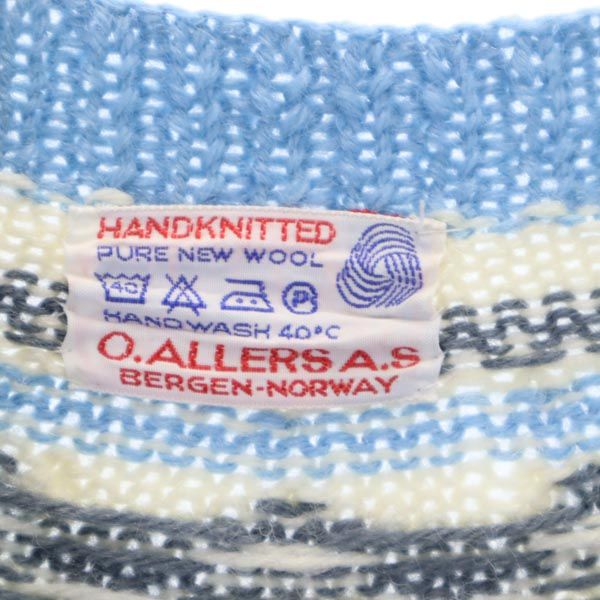 HANDKNITTED
PURE NEW WOOL
40 P
HANDWASH 40°C
O.ALLERS A.S
BERGEN-NORWAY